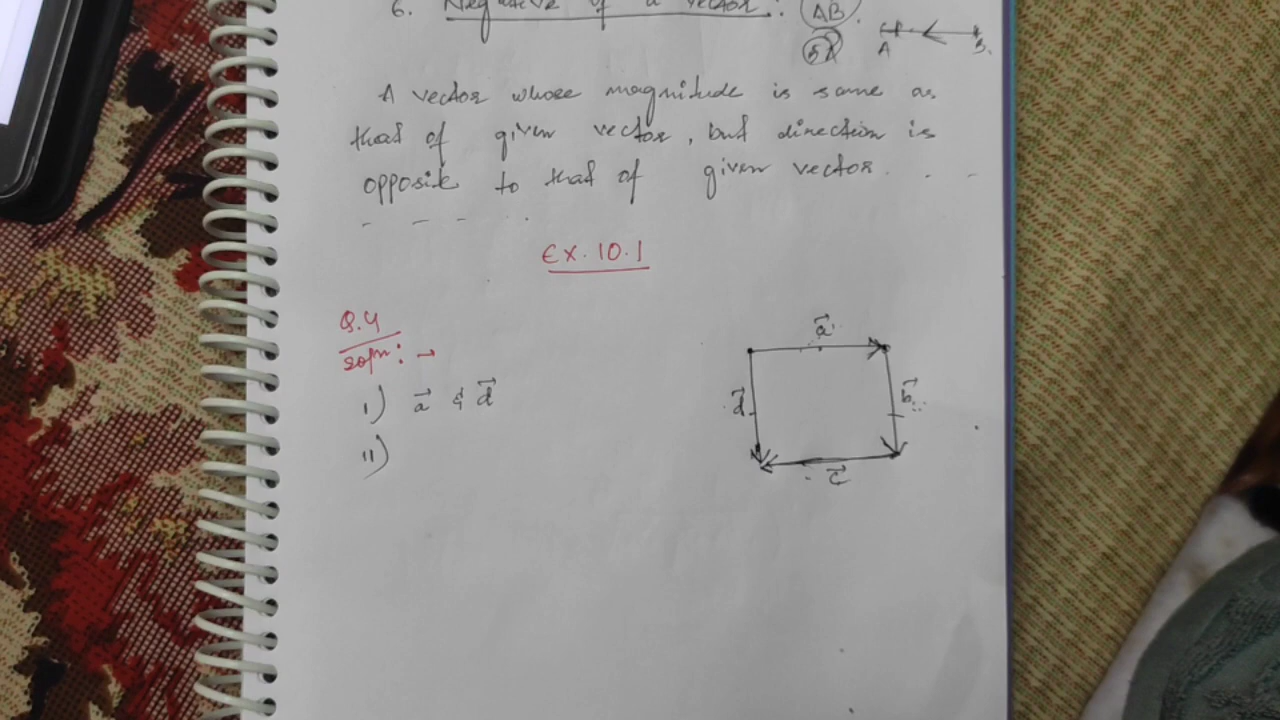 6. Negative of a vector :
AB
BA
A B
A vector whose magnitude is same as
that of given vector, but direction is
opposite to that of given vector. . -
- - - . .
Ex. 10.1
Q.4
soln: →
i) a⃗ & d⃗
ii)
a⃗
b⃗
c⃗
d⃗